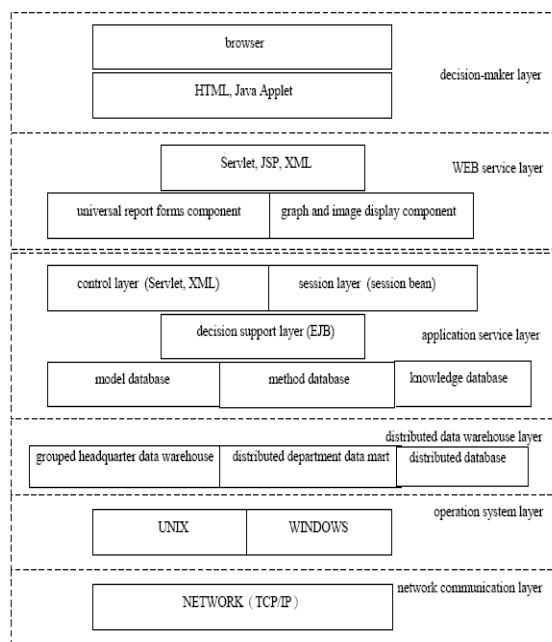 browser
decision-maker layer
HTML, Java Applet
Servlet, JSP, XML
WEB service layer
universal report forms component
graph and image display component
control layer (Servlet, XML)
session layer (session bean)
decision support layer (EJB)
application service layer
model database
method database
knowledge database
distributed data warehouse layer
grouped headquarter data warehouse
distributed department data mart
distributed database
operation system layer
UNIX
WINDOWS
network communication layer
NETWORK ( TCP/IP )